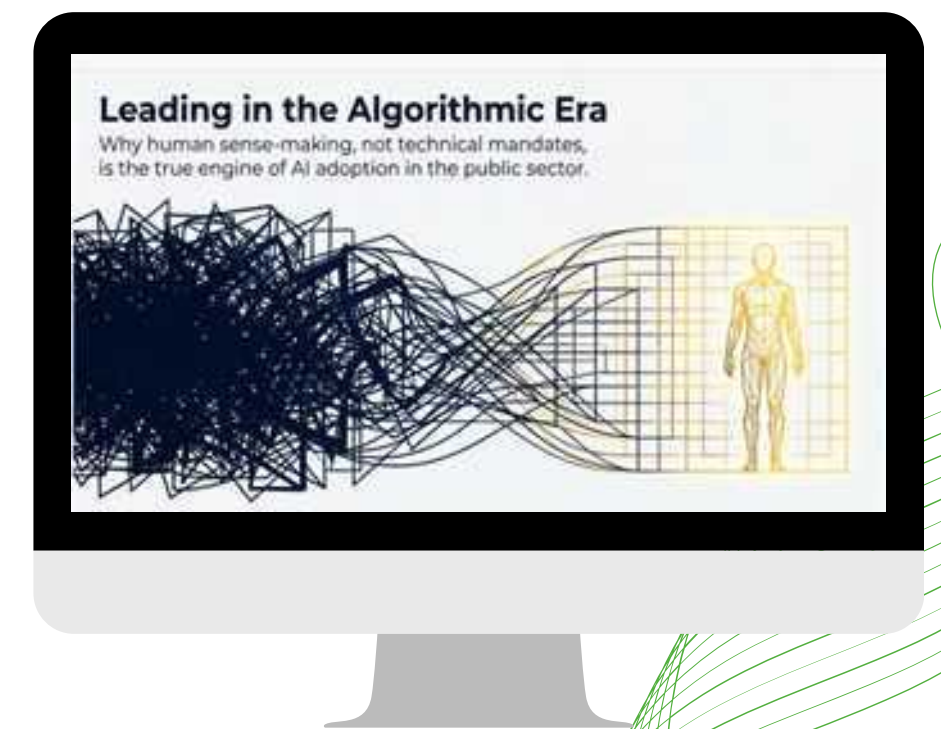 Leading in the Algorithmic Era
Why human sense-making, not technical mandates,
is the true engine of AI adoption in the public sector.